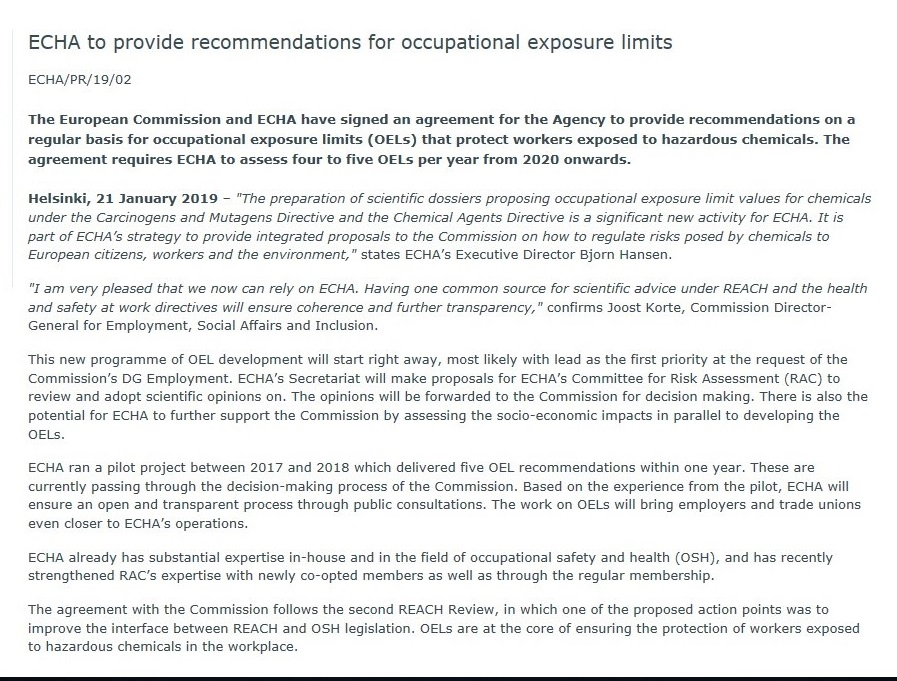 ECHA to provide recommendations for occupational exposure limits
ECHA/PR/19/02
The European Commission and ECHA have signed an agreement for the Agency to provide recommendations on a
regular basis for occupational exposure limits (OELs) that protect workers exposed to hazardous chemicals. The
agreement requires ECHA to assess four to five OELs per year from 2020 onwards.
Helsinki, 21 January 2019 – "The preparation of scientific dossiers proposing occupational exposure limit values for chemicals
under the Carcinogens and Mutagens Directive and the Chemical Agents Directive is a significant new activity for ECHA. It is
part of ECHA's strategy to provide integrated proposals to the Commission on how to regulate risks posed by chemicals to
European citizens, workers and the environment," states ECHA's Executive Director Bjorn Hansen.
"I am very pleased that we now can rely on ECHA. Having one common source for scientific advice under REACH and the health
and safety at work directives will ensure coherence and further transparency," confirms Joost Korte, Commission Director-
General for Employment, Social Affairs and Inclusion.
This new programme of OEL development will start right away, most likely with lead as the first priority at the request of the
Commission's DG Employment. ECHA's Secretariat will make proposals for ECHA's Committee for Risk Assessment (RAC) to
review and adopt scientific opinions on. The opinions will be forwarded to the Commission for decision making. There is also the
potential for ECHA to further support the Commission by assessing the socio-economic impacts in parallel to developing the
OELs.
ECHA ran a pilot project between 2017 and 2018 which delivered five OEL recommendations within one year. These are
currently passing through the decision-making process of the Commission. Based on the experience from the pilot, ECHA will
ensure an open and transparent process through public consultations. The work on OELs will bring employers and trade unions
even closer to ECHA's operations.
ECHA already has substantial expertise in-house and in the field of occupational safety and health (OSH), and has recently
strengthened RAC's expertise with newly co-opted members as well as through the regular membership.
The agreement with the Commission follows the second REACH Review, in which one of the proposed action points was to
improve the interface between REACH and OSH legislation. OELs are at the core of ensuring the protection of workers exposed
to hazardous chemicals in the workplace.